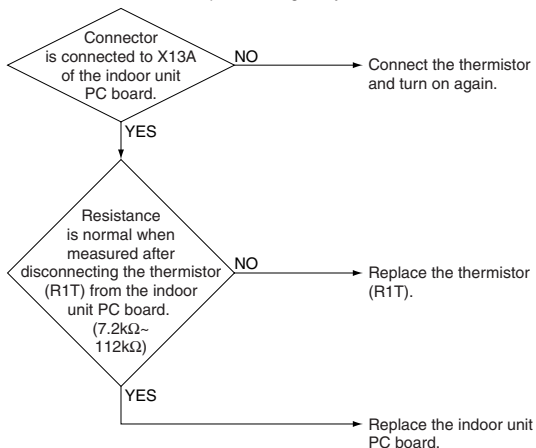 Connector
is connected to X13A
of the indoor unit
PC board.
NO
Connect the thermistor
and turn on again.
YES
Resistance
is normal when
measured after
disconnecting the thermistor
(R1T) from the indoor
unit PC board.
(7.2kΩ~
112kΩ)
NO
Replace the thermistor
(R1T).
YES
Replace the indoor unit
PC board.